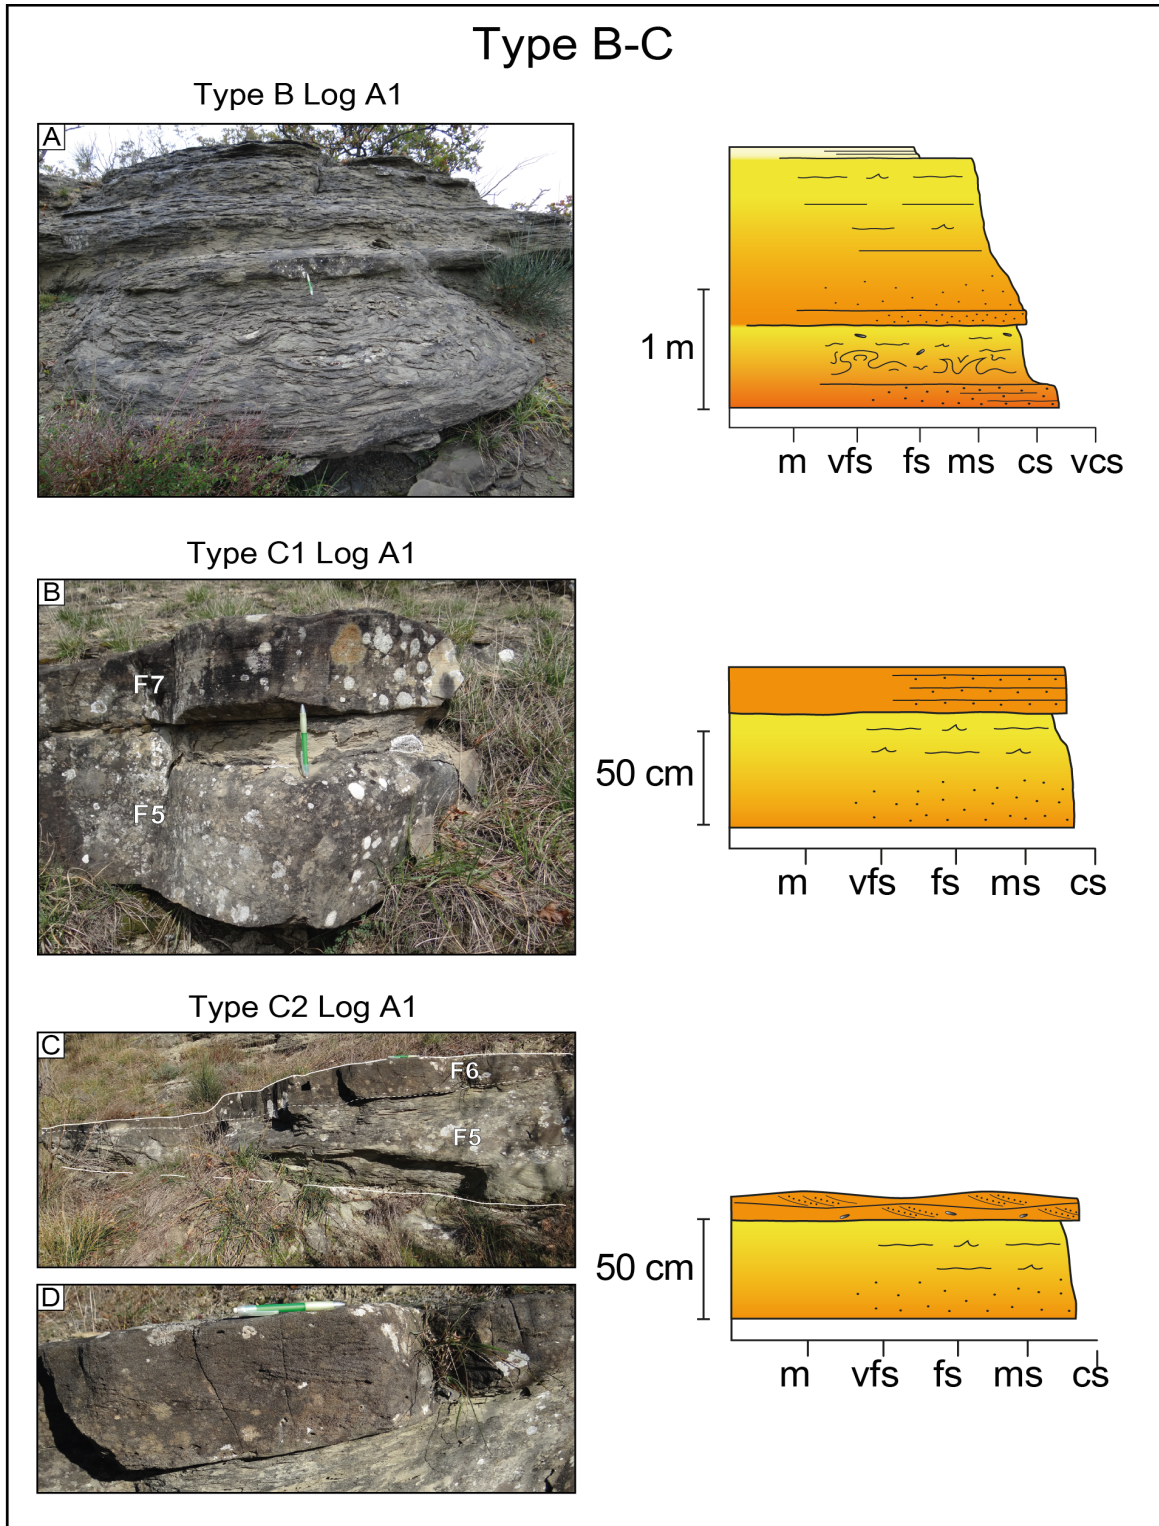 Type B-C
Type B Log A1
A
1 m
m vfs fs ms cs vcs
Type C1 Log A1
B
F7
F5
50 cm
m vfs fs ms cs
Type C2 Log A1
C
F6
F5
D
50 cm
m vfs fs ms cs